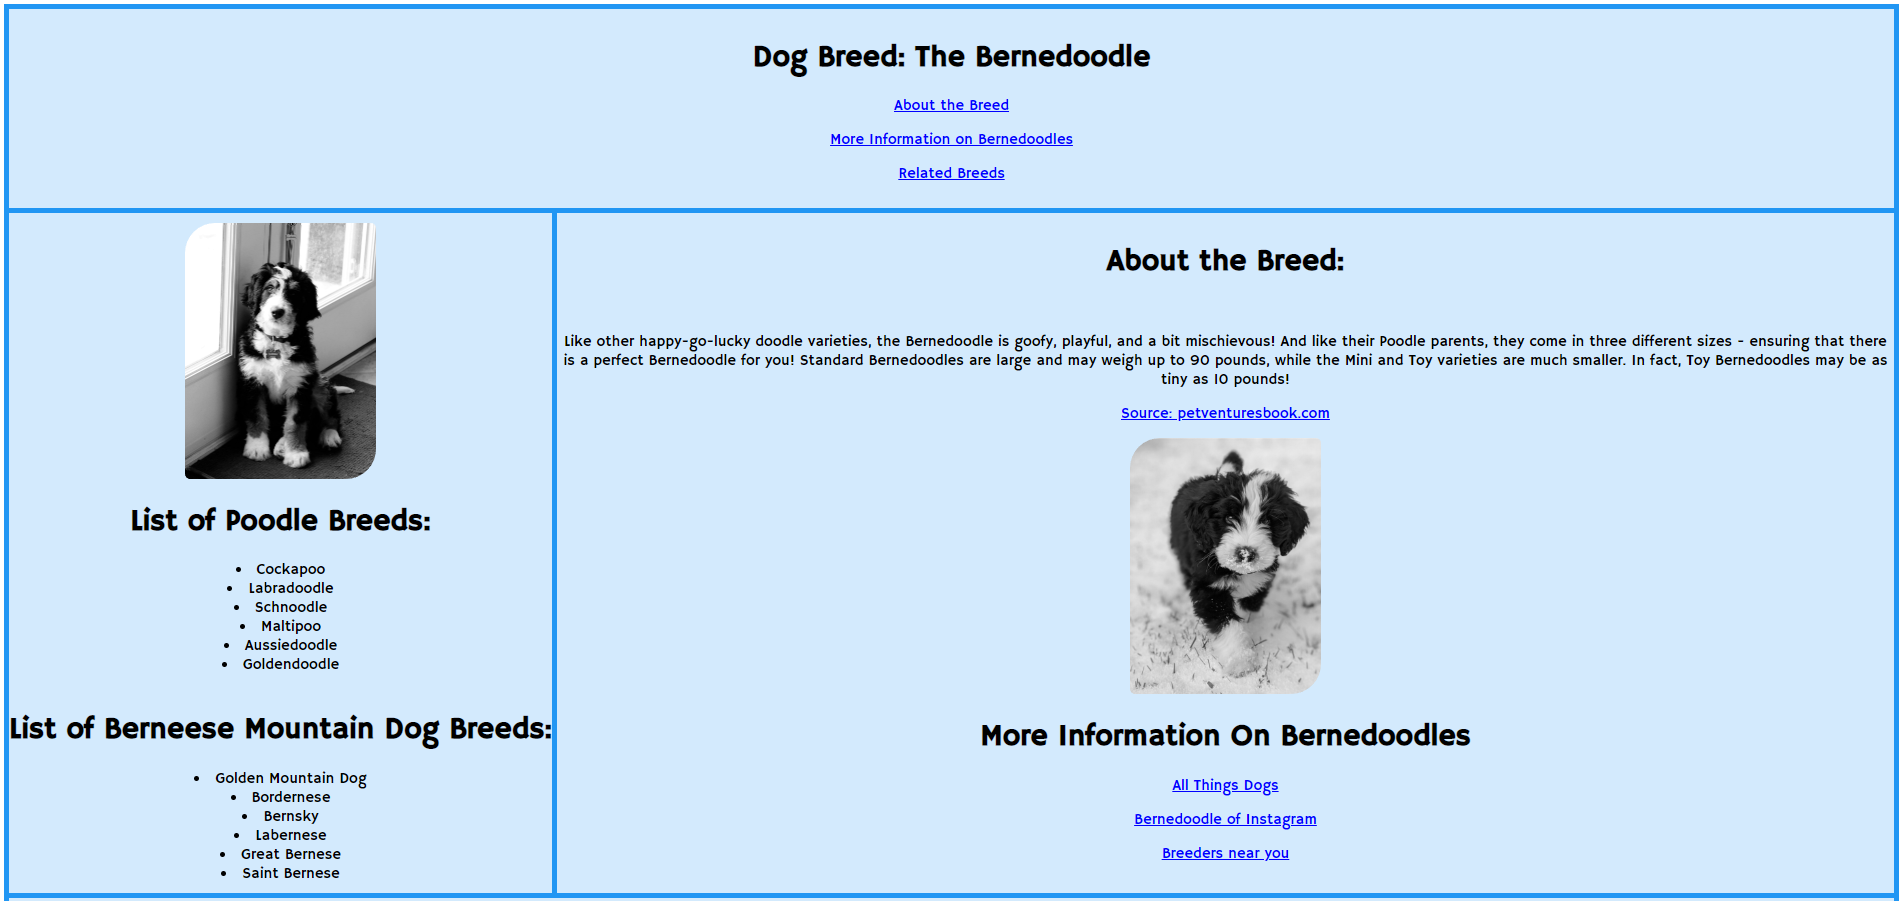 Dog Breed: The Bernedoodle
About the Breed
More Information on Bernedoodles
Related Breeds
List of Poodle Breeds:
• Cockapoo
• Labradoodle
• Schnoodle
• Maltipoo
• Aussiedoodle
• Goldendoodle
List of Berneese Mountain Dog Breeds:
• Golden Mountain Dog
• Bordernese
• Bernsky
• Labernese
• Great Bernese
• Saint Bernese
About the Breed:
Like other happy-go-lucky doodle varieties, the Bernedoodle is goofy, playful, and a bit mischievous! And like their Poodle parents, they come in three different sizes - ensuring that there
is a perfect Bernedoodle for you! Standard Bernedoodles are large and may weigh up to 90 pounds, while the Mini and Toy varieties are much smaller. In fact, Toy Bernedoodles may be as
tiny as 10 pounds!
Source: petventuresbook.com
More Information On Bernedoodles
All Things Dogs
Bernedoodle of Instagram
Breeders near you